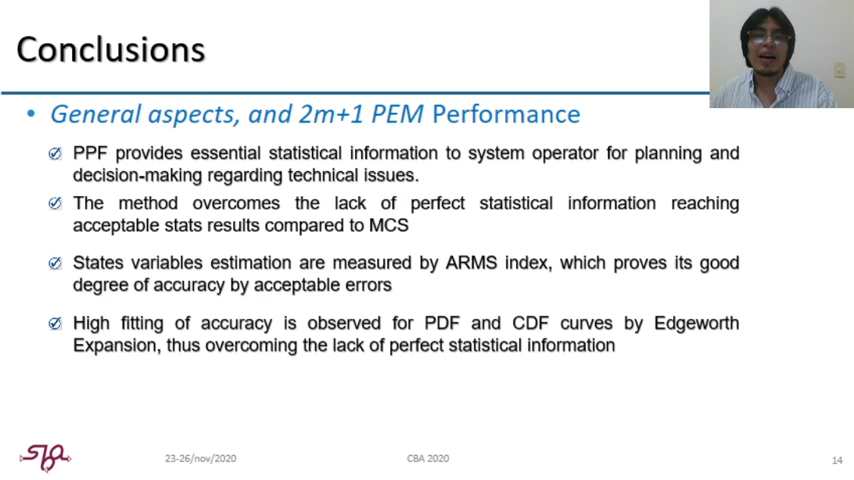 Conclusions
• General aspects, and 2m+1 PEM Performance
PPF provides essential statistical information to system operator for planning and
decision-making regarding technical issues.
The method overcomes the lack of perfect statistical information reaching
acceptable stats results compared to MCS
States variables estimation are measured by ARMS index, which proves its good
degree of accuracy by acceptable errors
High fitting of accuracy is observed for PDF and CDF curves by Edgeworth
Expansion, thus overcoming the lack of perfect statistical information
sba
23-26/nov/2020
CBA 2020
14